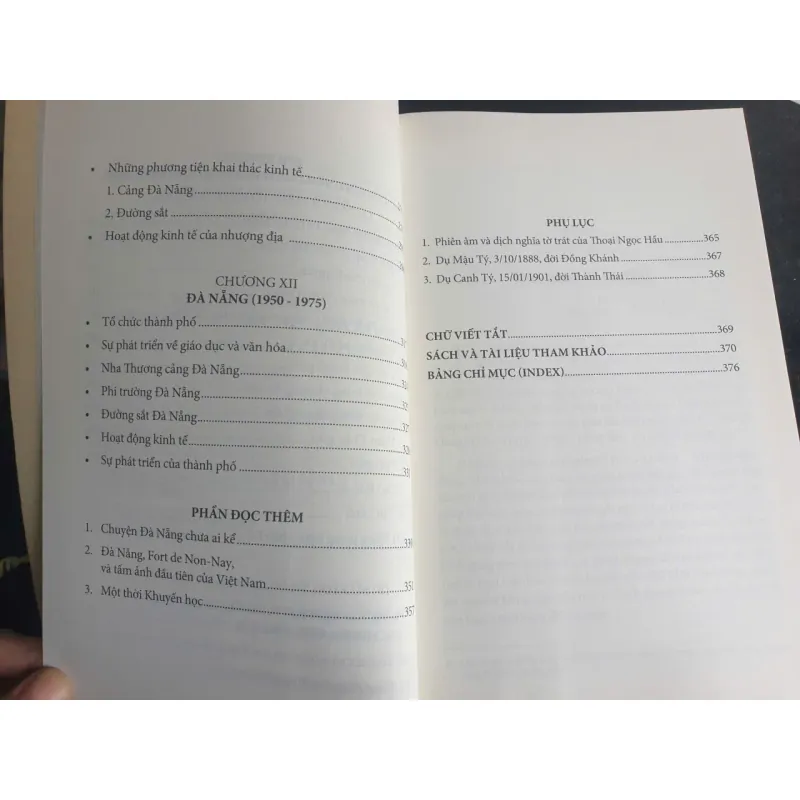 • Những phương tiện khai thác kinh tế
1. Cảng Đà Nẵng
2. Đường sắt
• Hoạt động kinh tế của nhượng địa
CHƯƠNG XII
ĐÀ NẴNG (1950 - 1975)
• Tổ chức thành phố
• Sự phát triển về giáo dục và văn hóa
• Nha Thương cảng Đà Nẵng
• Phi trường Đà Nẵng
• Đường sắt Đà Nẵng
• Hoạt động kinh tế
• Sự phát triển của thành phố
PHẦN ĐỌC THÊM
1. Chuyện Đà Nẵng chưa ai kể
2. Đà Nẵng, Fort de Non-Nay,
và tấm ảnh đầu tiên của Việt Nam
3. Một thời Khuyến học 357
PHỤ LỤC
1. Phiên âm và dịch nghĩa tờ trát của Thoại Ngọc Hầu 365
2. Dụ Mậu Tý, 3/10/1888, đời Đồng Khánh 367
3. Dụ Canh Tý, 15/01/1901, đời Thành Thái 368
CHỮ VIẾT TẮT 369
SÁCH VÀ TÀI LIỆU THAM KHẢO 370
BẢNG CHỈ MỤC (INDEX) 376